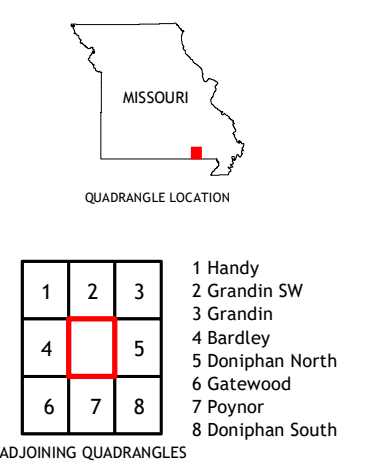 MISSOURI
QUADRANGLE LOCATION
1 2 3
4 5
6 7 8
1 Handy
2 Grandin SW
3 Grandin
4 Bardley
5 Doniphan North
6 Gatewood
7 Poynor
8 Doniphan South
ADJOINING QUADRANGLES